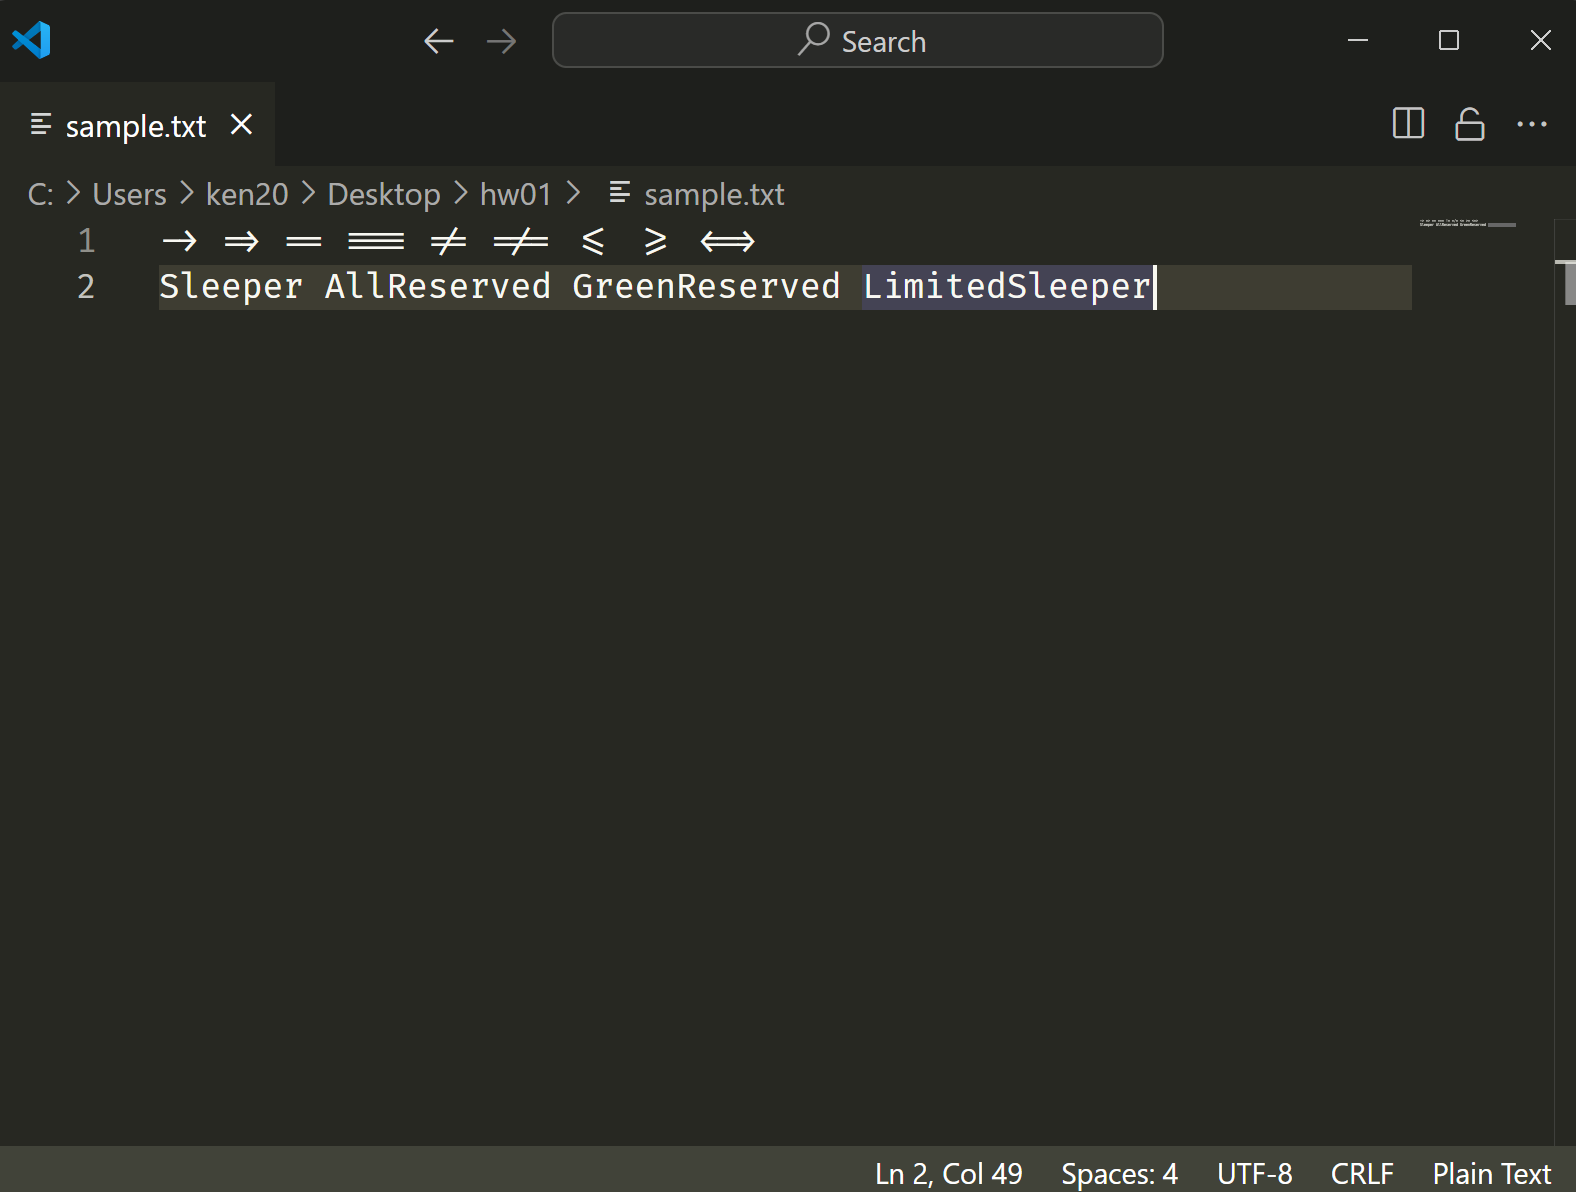 Search
sample.txt
C: > Users > ken20 > Desktop > hw01 > sample.txt
1 -> => == === != !== <= >= <=>
2 Sleeper AllReserved GreenReserved LimitedSleeper
Ln 2, Col 49 Spaces: 4 UTF-8 CRLF Plain Text